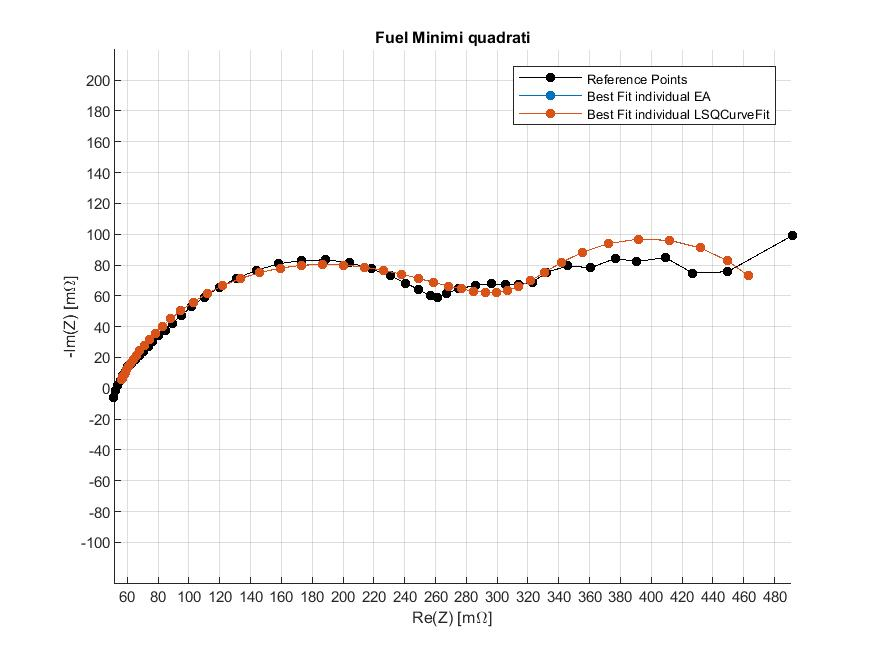 Fuel Minimi quadrati
Reference Points
Best Fit individual EA
Best Fit individual LSQCurveFit
200
180
160
140
120
100
80
60
40
20
0
-20
-40
-60
-80
-100
-Im(Z) [mΩ]
60 80 100 120 140 160 180 200 220 240 260 280 300 320 340 360 380 400 420 440 460 480
Re(Z) [mΩ]